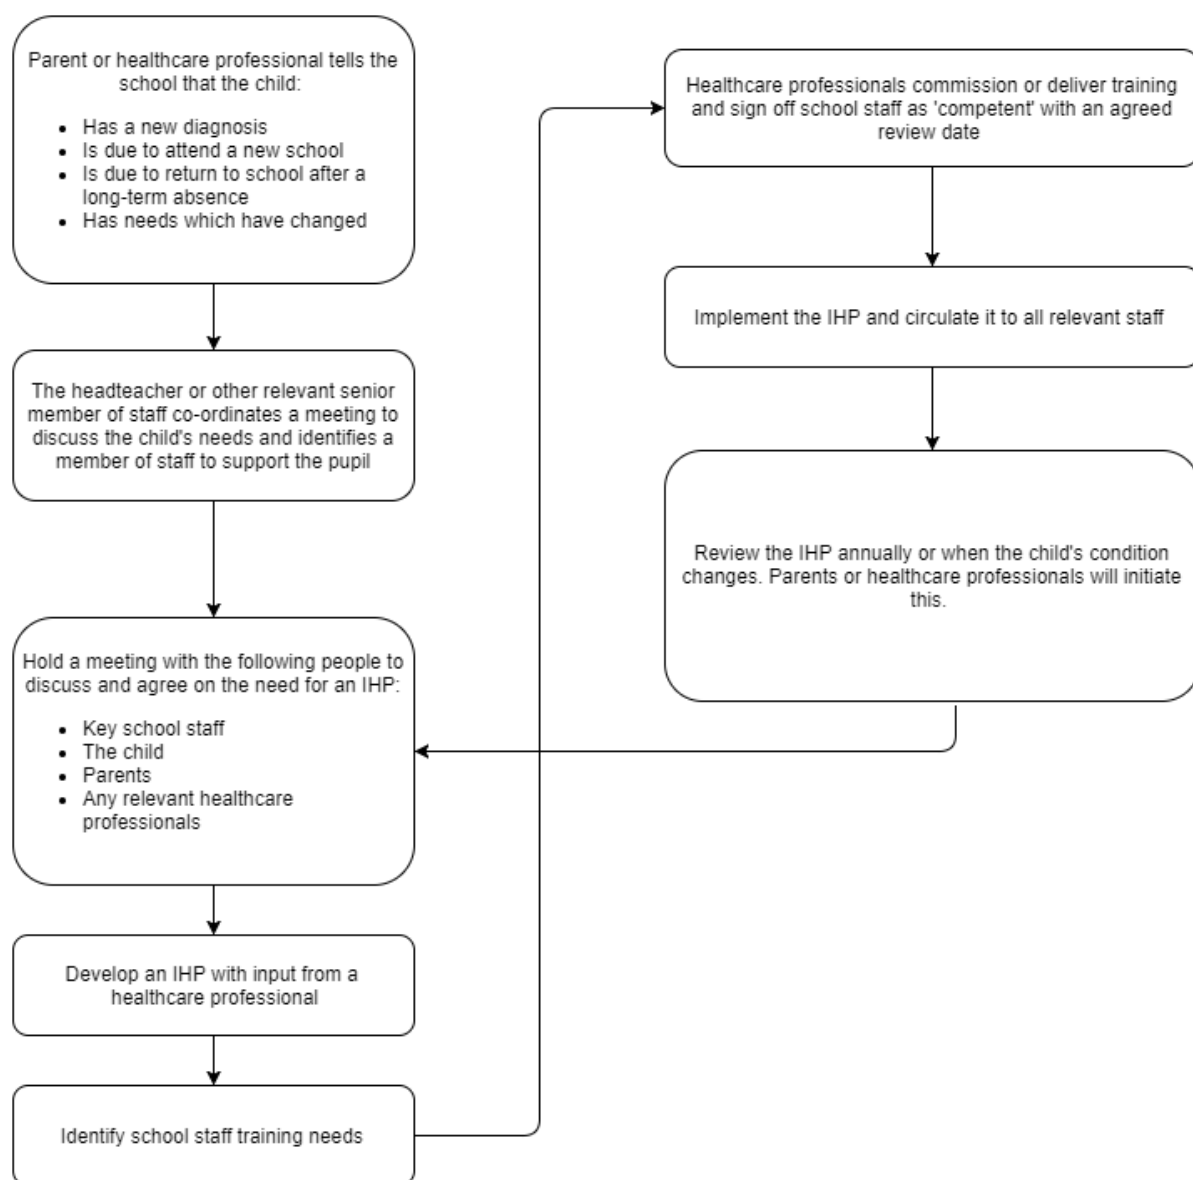 Parent or healthcare professional tells the
school that the child:
• Has a new diagnosis
• Is due to attend a new school
• Is due to return to school after a
long-term absence
• Has needs which have changed
The headteacher or other relevant senior
member of staff co-ordinates a meeting to
discuss the child's needs and identifies a
member of staff to support the pupil
Hold a meeting with the following people to
discuss and agree on the need for an IHP:
• Key school staff
• The child
• Parents
• Any relevant healthcare
professionals
Develop an IHP with input from a
healthcare professional
Identify school staff training needs
Healthcare professionals commission or deliver training
and sign off school staff as 'competent' with an agreed
review date
Implement the IHP and circulate it to all relevant staff
Review the IHP annually or when the child's condition
changes. Parents or healthcare professionals will initiate
this.